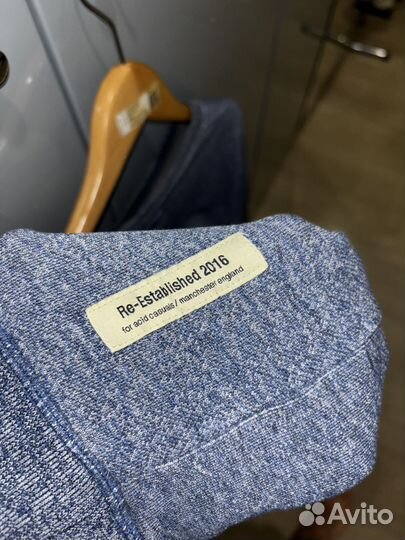 Re-Established 2016
for acid casuals / manchester england
Avito